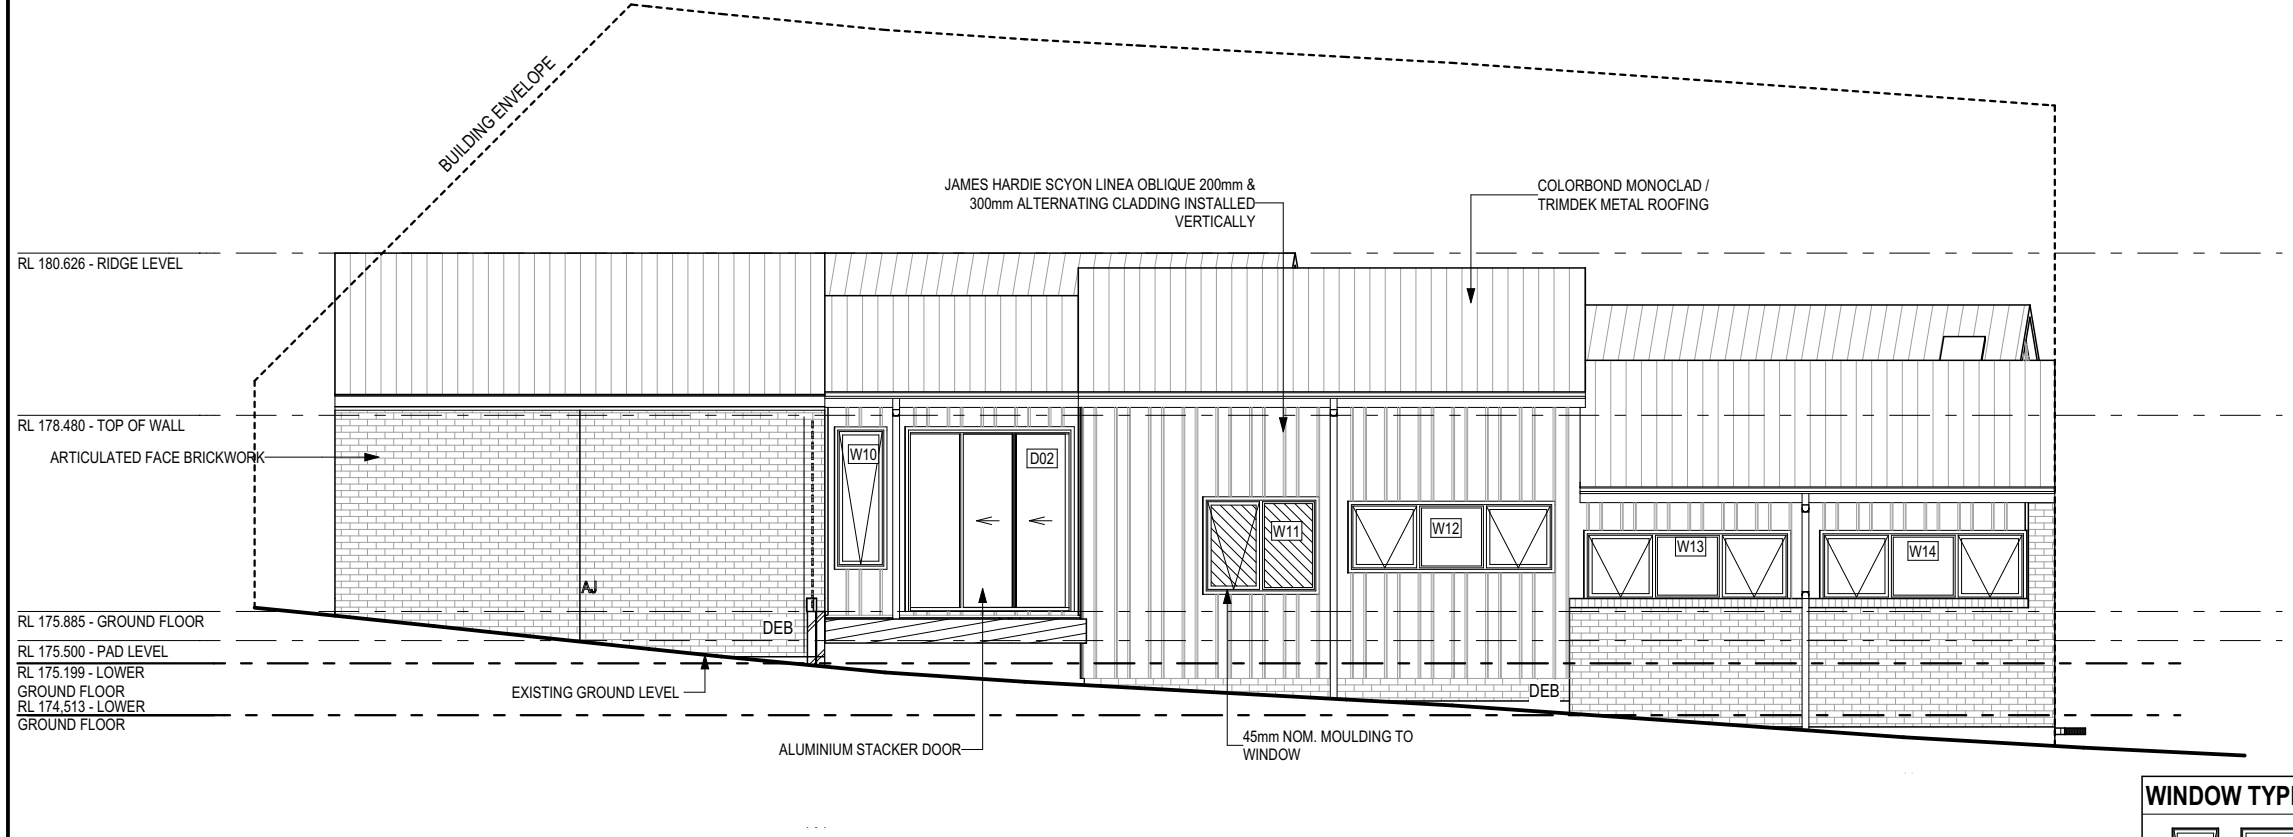 BUILDING ENVELOPE
JAMES HARDIE SCYON LINEA OBLIQUE 200mm &
300mm ALTERNATING CLADDING INSTALLED
VERTICALLY
COLORBOND MONOCLAD /
TRIMDEK METAL ROOFING
RL 180.626 - RIDGE LEVEL
RL 178.480 - TOP OF WALL
ARTICULATED FACE BRICKWORK
W10
D02
W11
W12
W13
W14
AJ
RL 175.885 - GROUND FLOOR
DEB
RL 175.500 - PAD LEVEL
RL 175.199 - LOWER
GROUND FLOOR
EXISTING GROUND LEVEL
DEB
RL 174,513 - LOWER
GROUND FLOOR
ALUMINIUM STACKER DOOR
45mm NOM. MOULDING TO
WINDOW
WINDOW TYP